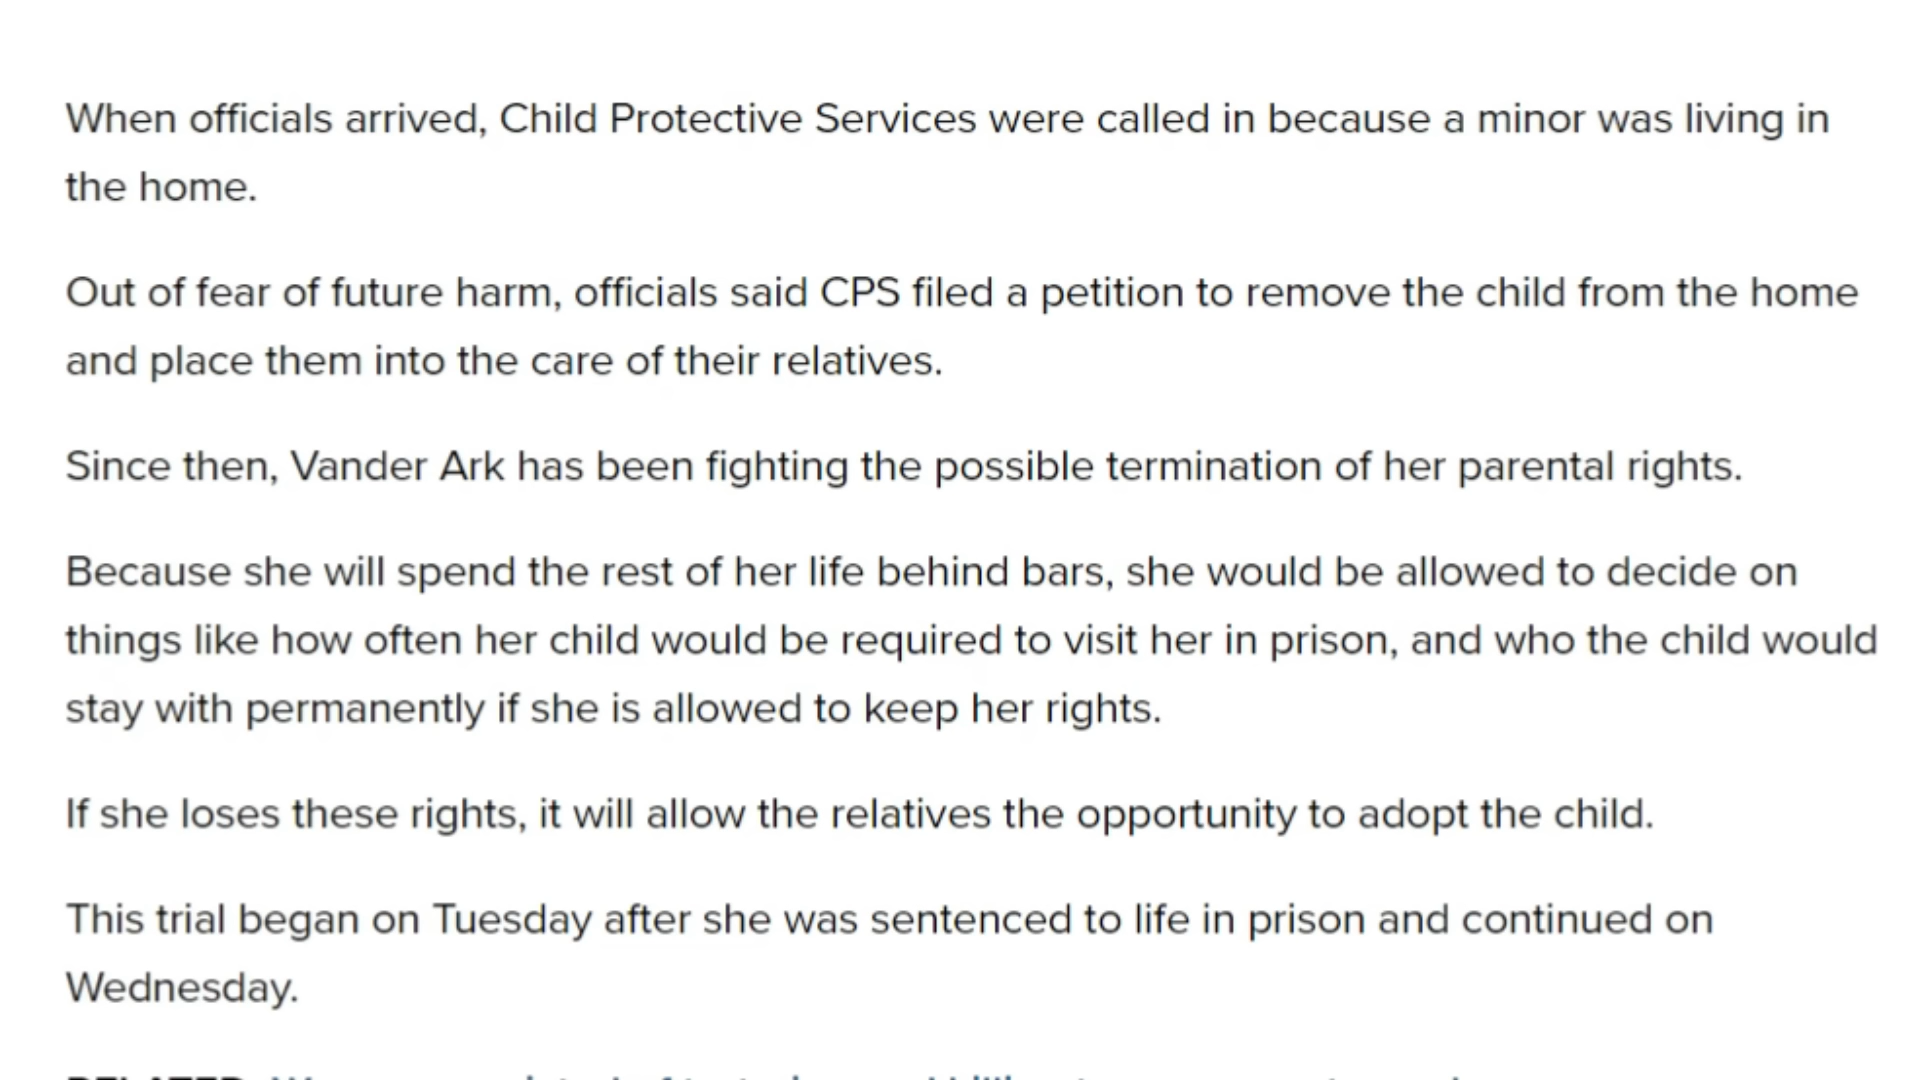 When officials arrived, Child Protective Services were called in because a minor was living in
the home.
Out of fear of future harm, officials said CPS filed a petition to remove the child from the home
and place them into the care of their relatives.
Since then, Vander Ark has been fighting the possible termination of her parental rights.
Because she will spend the rest of her life behind bars, she would be allowed to decide on
things like how often her child would be required to visit her in prison, and who the child would
stay with permanently if she is allowed to keep her rights.
If she loses these rights, it will allow the relatives the opportunity to adopt the child.
This trial began on Tuesday after she was sentenced to life in prison and continued on
Wednesday.